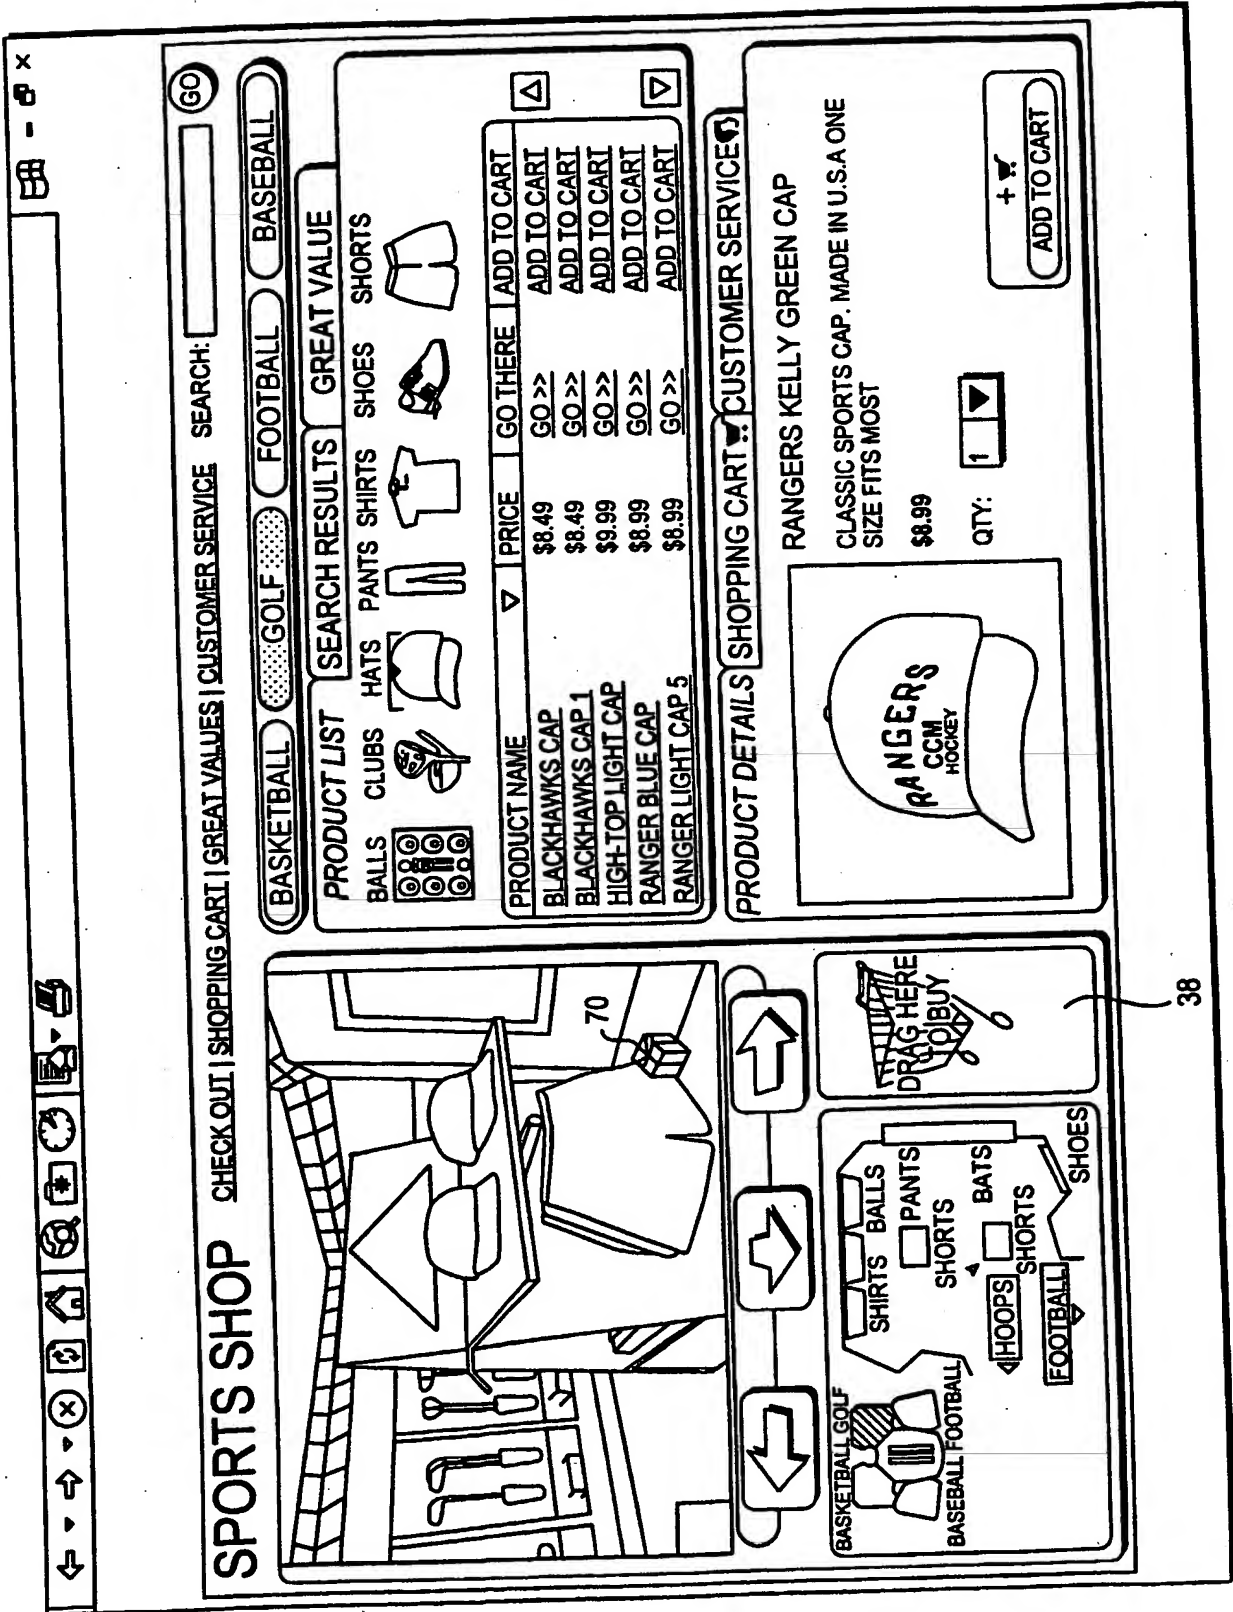 SPORTS SHOP
CHECK OUT | SHOPPING CART | GREAT VALUES | CUSTOMER SERVICE SEARCH: GO
BASKETBALL GOLF FOOTBALL BASEBALL
PRODUCT LIST SEARCH RESULTS GREAT VALUE
BALLS CLUBS HATS PANTS SHIRTS SHOES SHORTS
PRODUCT NAME PRICE GO THERE ADD TO CART
BLACKHAWKS CAP $8.49 GO >> ADD TO CART
BLACKHAWKS CAP 1 $8.49 GO >> ADD TO CART
HIGH-TOP LIGHT CAP $9.99 GO >> ADD TO CART
RANGER BLUE CAP $8.99 GO >> ADD TO CART
RANGER LIGHT CAP 5 $8.99 GO >> ADD TO CART
PRODUCT DETAILS SHOPPING CART CUSTOMER SERVICE
RANGERS KELLY GREEN CAP
CLASSIC SPORTS CAP. MADE IN U.S.A ONE
SIZE FITS MOST
$8.99
QTY: 1
+
ADD TO CART
RANGERS
CCM
HOCKEY
70
BASKETBALL GOLF
BASEBALL FOOTBALL
SHIRTS BALLS
PANTS
SHORTS
BATS
HOOPS
SHORTS
FOOTBALL
SHOES
DRAG HERE
TO BUY
38